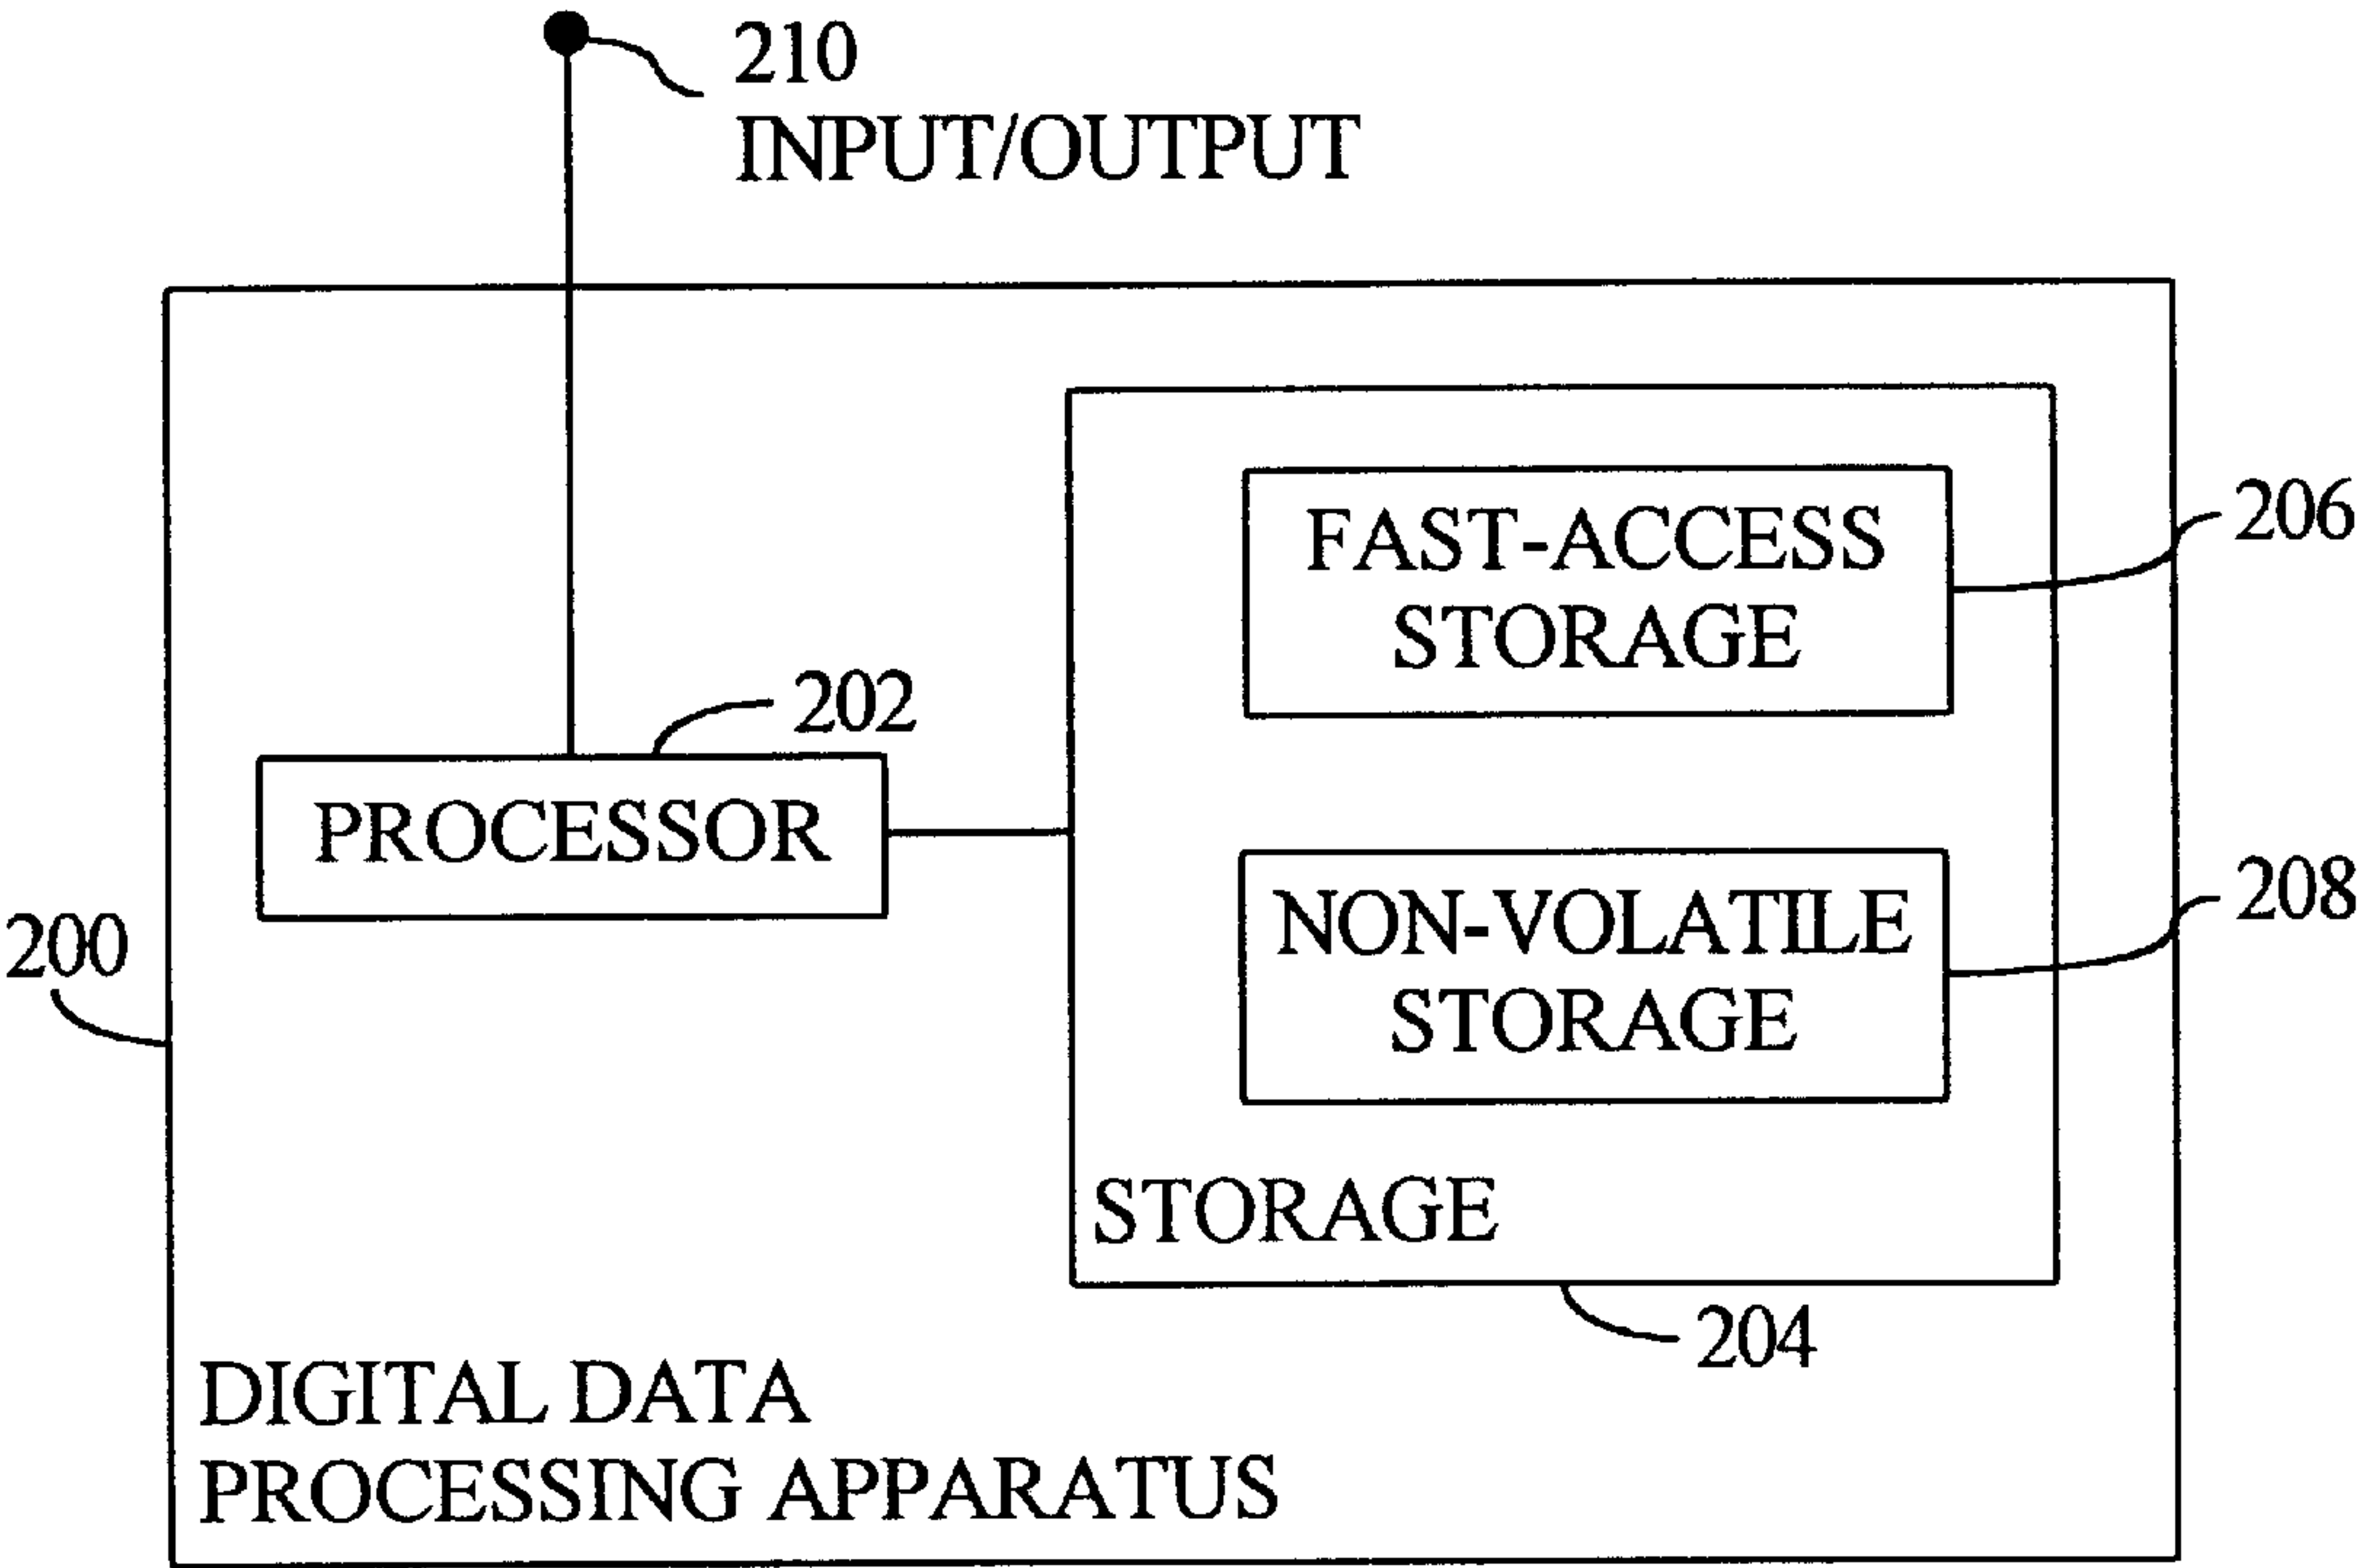 210
INPUT/OUTPUT
206
FAST-ACCESS
STORAGE
202
PROCESSOR
208
NON-VOLATILE
STORAGE
200
STORAGE
204
DIGITAL DATA
PROCESSING APPARATUS